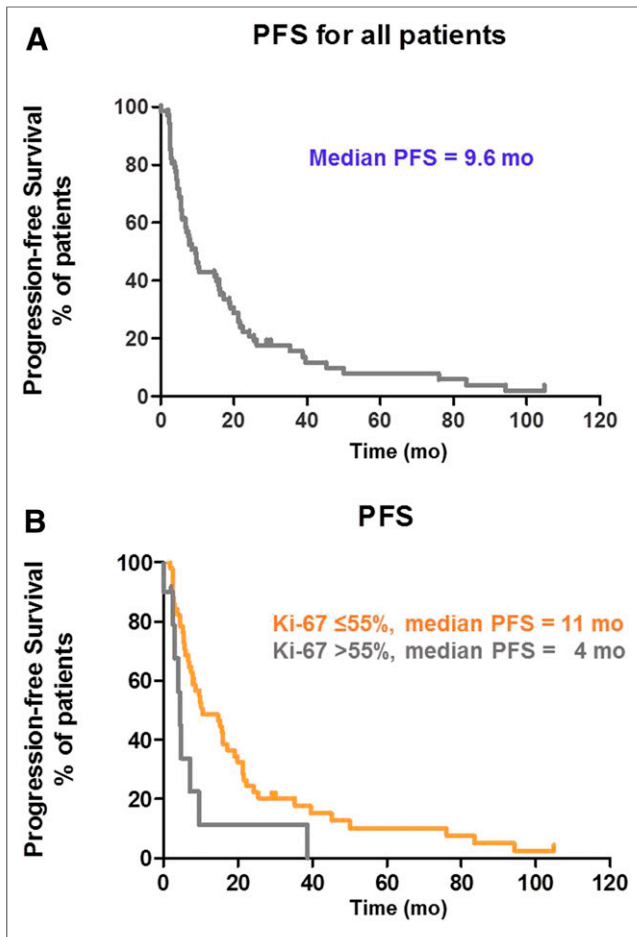 A
PFS for all patients
Progression-free Survival
% of patients
100
80
60
40
20
0
Median PFS = 9.6 mo
0 20 40 60 80 100 120
Time (mo)
B
PFS
Progression-free Survival
% of patients
100
80
60
40
20
0
Ki-67 ≤55%, median PFS = 11 mo
Ki-67 >55%, median PFS = 4 mo
0 20 40 60 80 100 120
Time (mo)